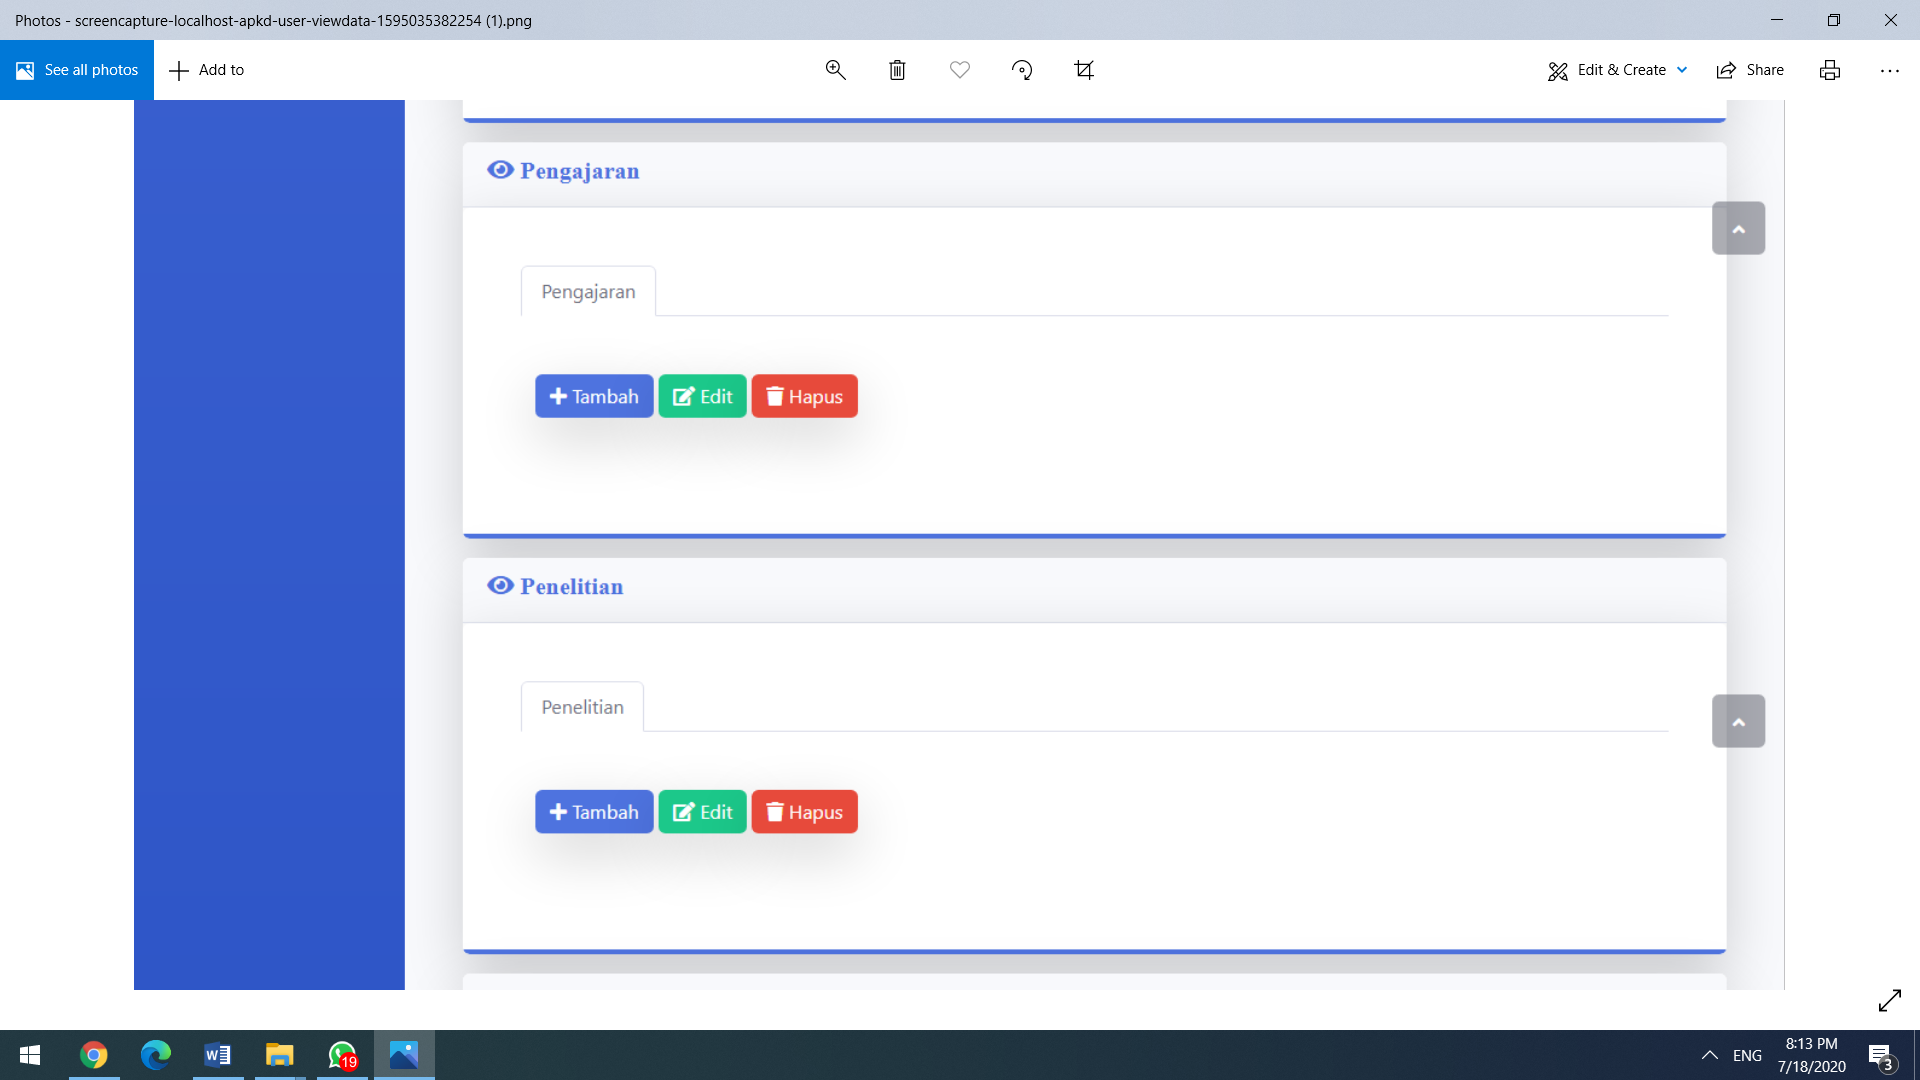 Photos - screencapture-localhost-apkd-user-viewdata-1595035382254 (1).png
See all photos
Add to
Edit & Create
Share
Pengajaran
Pengajaran
Tambah
Edit
Hapus
Penelitian
Penelitian
Tambah
Edit
Hapus
19
ENG
8:13 PM
7/18/2020
3